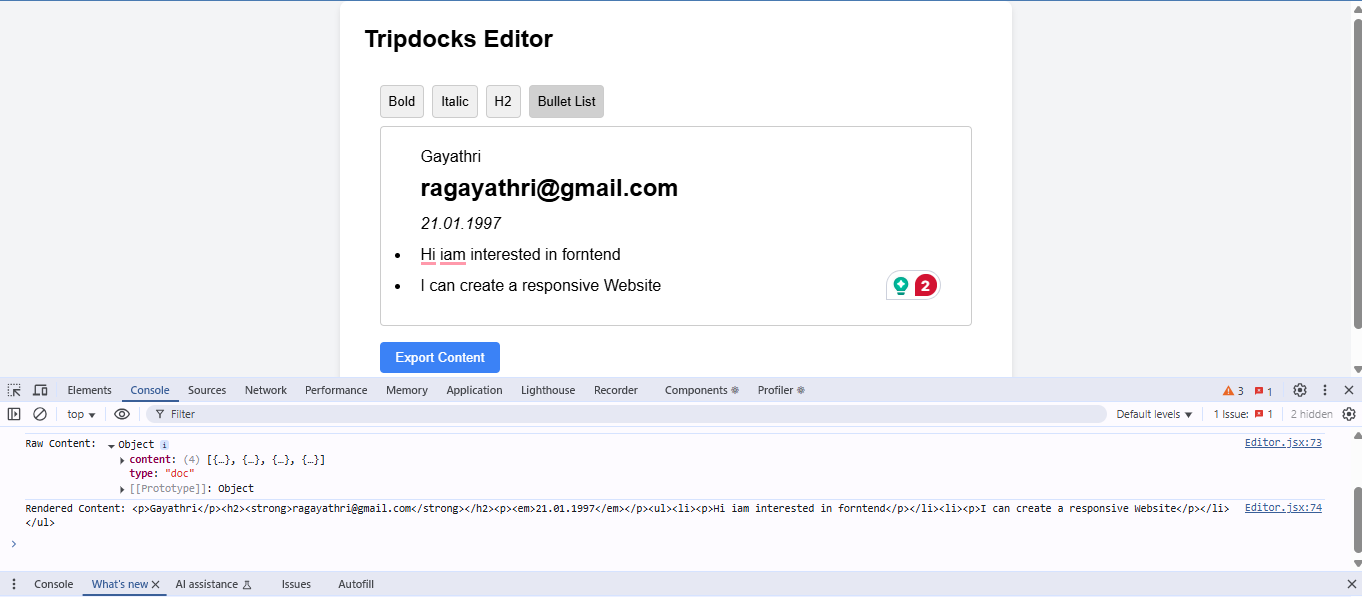 Tripdocks Editor
Bold Italic H2 Bullet List
Gayathri
ragayathri@gmail.com
21.01.1997
Hi iam interested in forntend
I can create a responsive Website
2
Export Content
Elements Console Sources Network Performance Memory Application Lighthouse Recorder Components Profiler 3 1
top Filter Default levels 1 Issue: 1 2 hidden
Raw Content: Object i Editor.jsx:73
content: (4) [{…}, {…}, {…}, {…}]
type: "doc"
[[Prototype]]: Object
Rendered Content: <p>Gayathri</p><h2><strong>ragayathri@gmail.com</strong></h2><p><em>21.01.1997</em></p><ul><li><p>Hi iam interested in forntend</p></li><li><p>I can create a responsive Website</p></li> Editor.jsx:74
</ul>
Console What's new AI assistance Issues Autofill